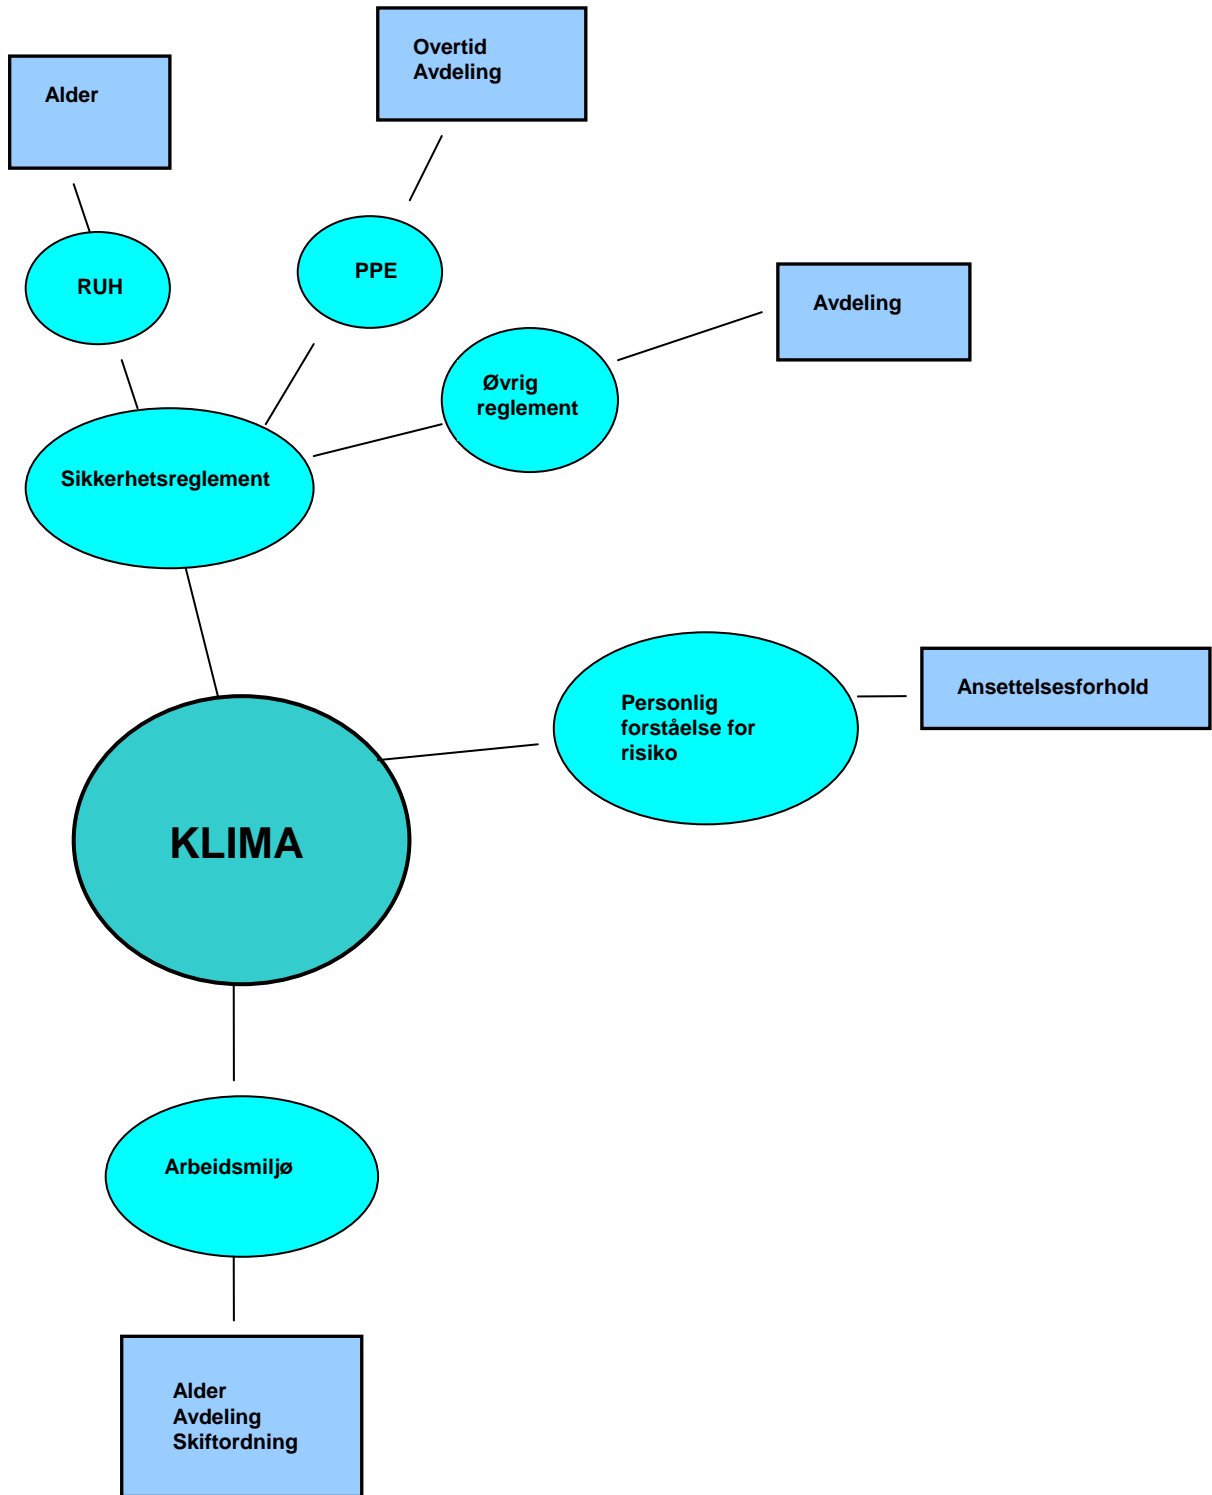 Overtid
Avdeling
Alder
RUH
PPE
Avdeling
Øvrig
reglement
Sikkerhetsreglement
Personlig
forståelse for
risiko
Ansettelsesforhold
KLIMA
Arbeidsmiljø
Alder
Avdeling
Skiftordning